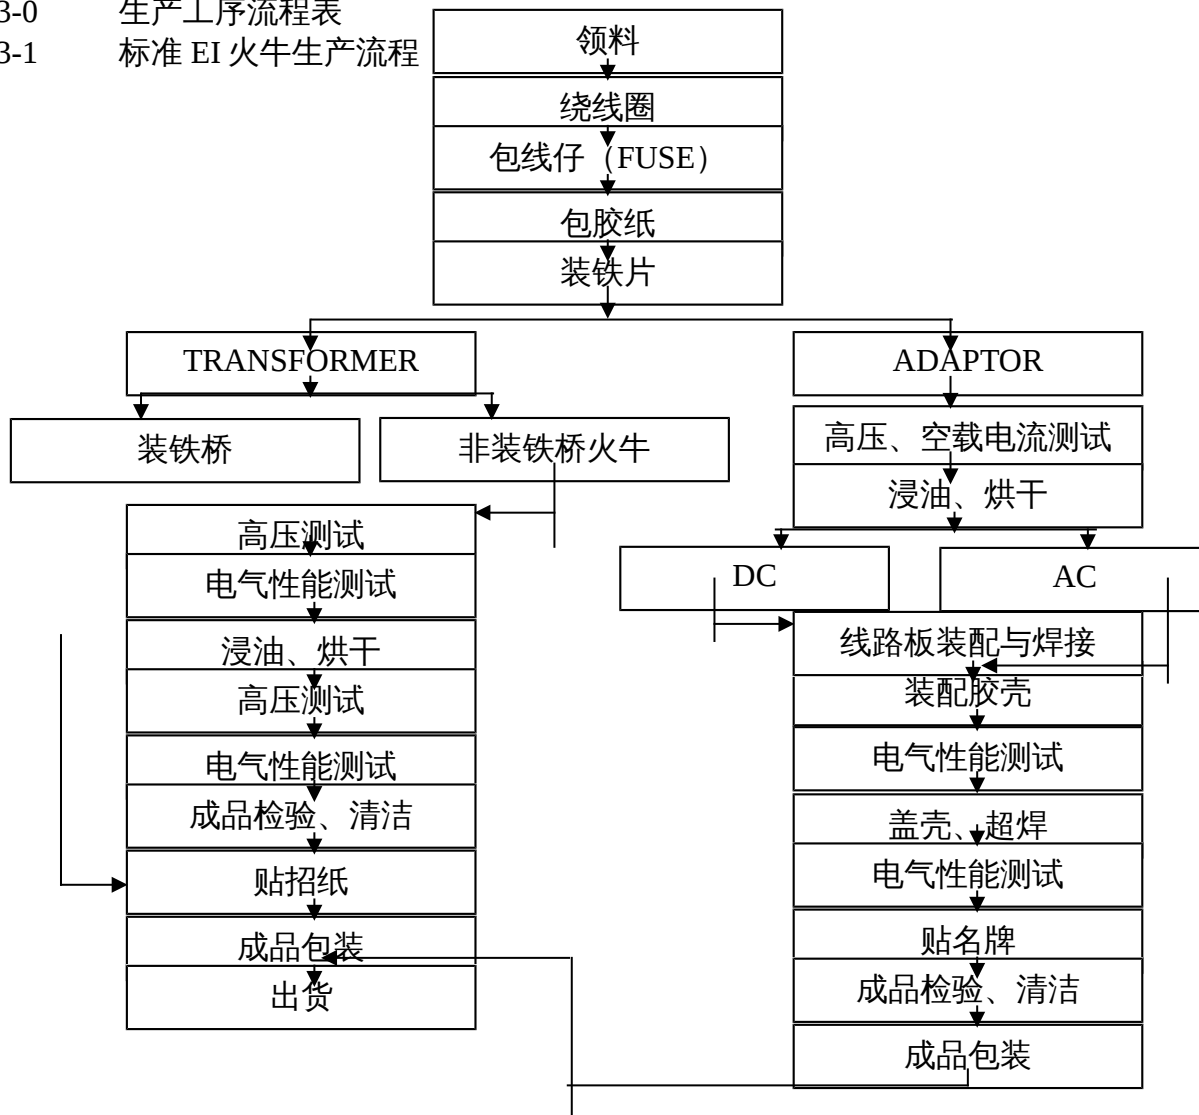 3-0 生产工序流程表
3-1 标准 EI 火牛生产流程
领料
绕线圈
包线仔（FUSE）
包胶纸
装铁片
TRANSFORMER
ADAPTOR
装铁桥
非装铁桥火牛
高压测试
电气性能测试
浸油、烘干
高压测试
电气性能测试
成品检验、清洁
贴招纸
成品包装
出货
高压、空载电流测试
浸油、烘干
DC
AC
线路板装配与焊接
装配胶壳
电气性能测试
盖壳、超焊
电气性能测试
贴名牌
成品检验、清洁
成品包装